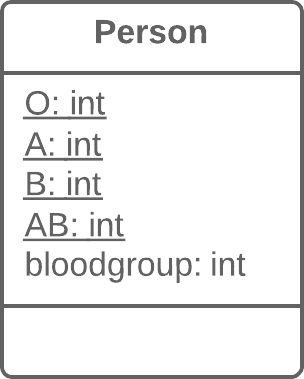 Person
O: int
A: int
B: int
AB: int
bloodgroup: int